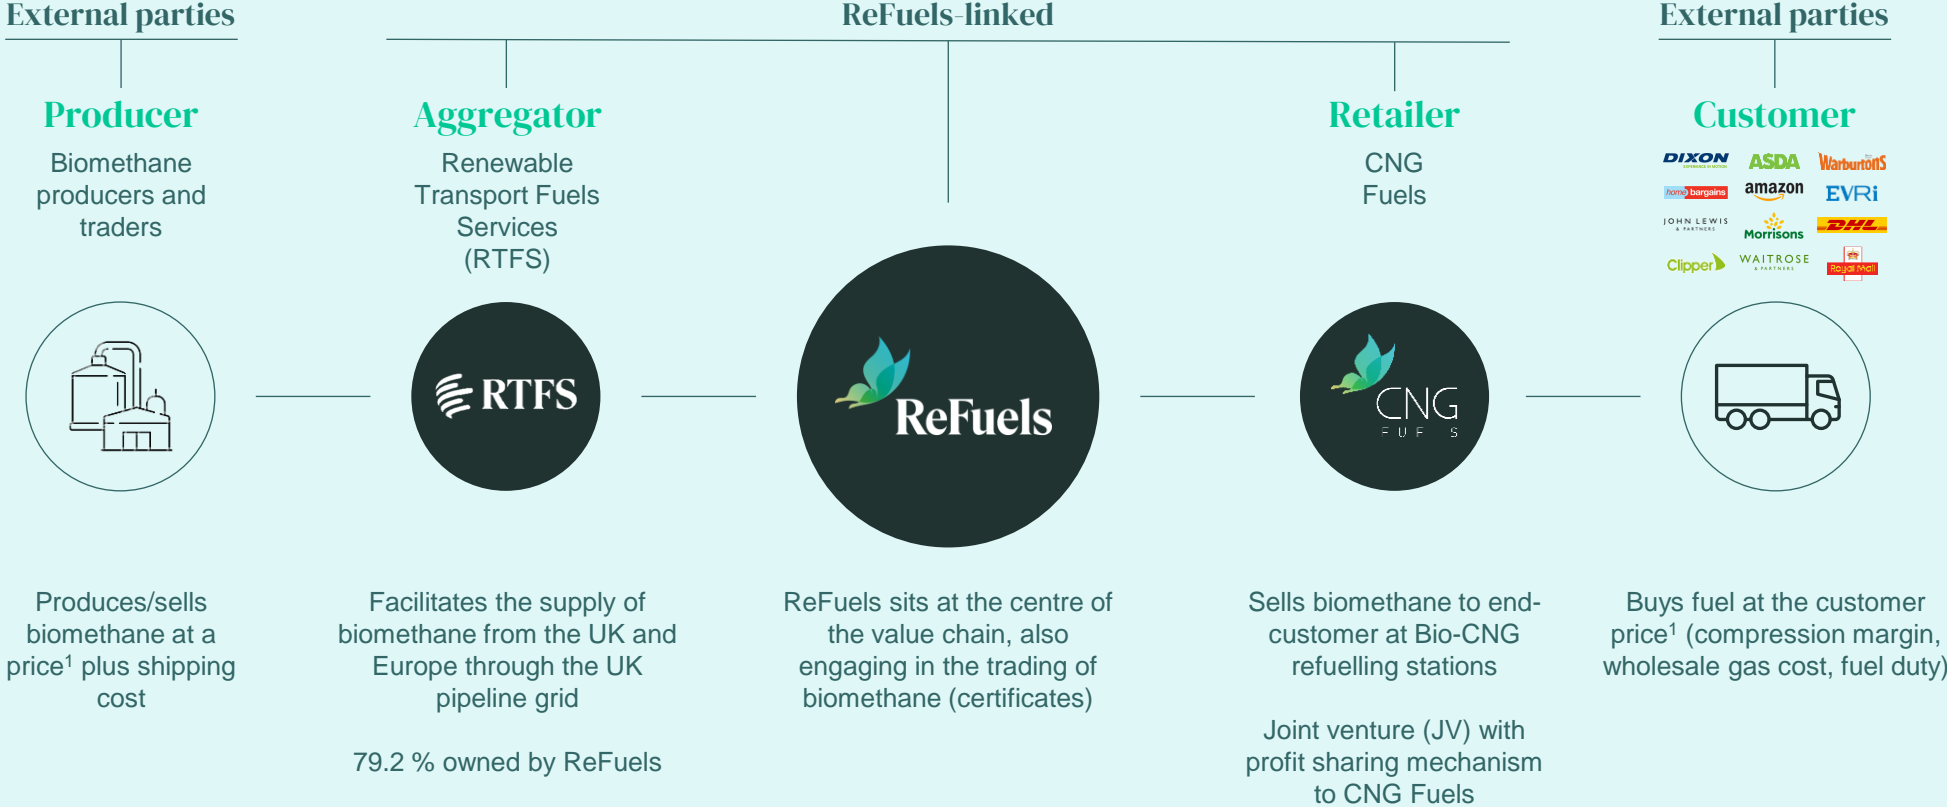 External parties
ReFuels-linked
External parties
Producer
Biomethane
producers and
traders
Aggregator
Renewable
Transport Fuels
Services
(RTFS)
Retailer
CNG
Fuels
Customer
DIXON
ASDA
Warburtons
home bargains
amazon
EVRi
JOHN LEWIS
& PARTNERS
Morrisons
DHL
Clipper
WAITROSE
& PARTNERS
Royal Mail
RTFS
ReFuels
CNG
FUF S
Produces/sells
biomethane at a
price¹ plus shipping
cost
Facilitates the supply of
biomethane from the UK and
Europe through the UK
pipeline grid
79.2 % owned by ReFuels
ReFuels sits at the centre of
the value chain, also
engaging in the trading of
biomethane (certificates)
Sells biomethane to end-
customer at Bio-CNG
refuelling stations
Joint venture (JV) with
profit sharing mechanism
to CNG Fuels
Buys fuel at the customer
price¹ (compression margin,
wholesale gas cost, fuel duty)